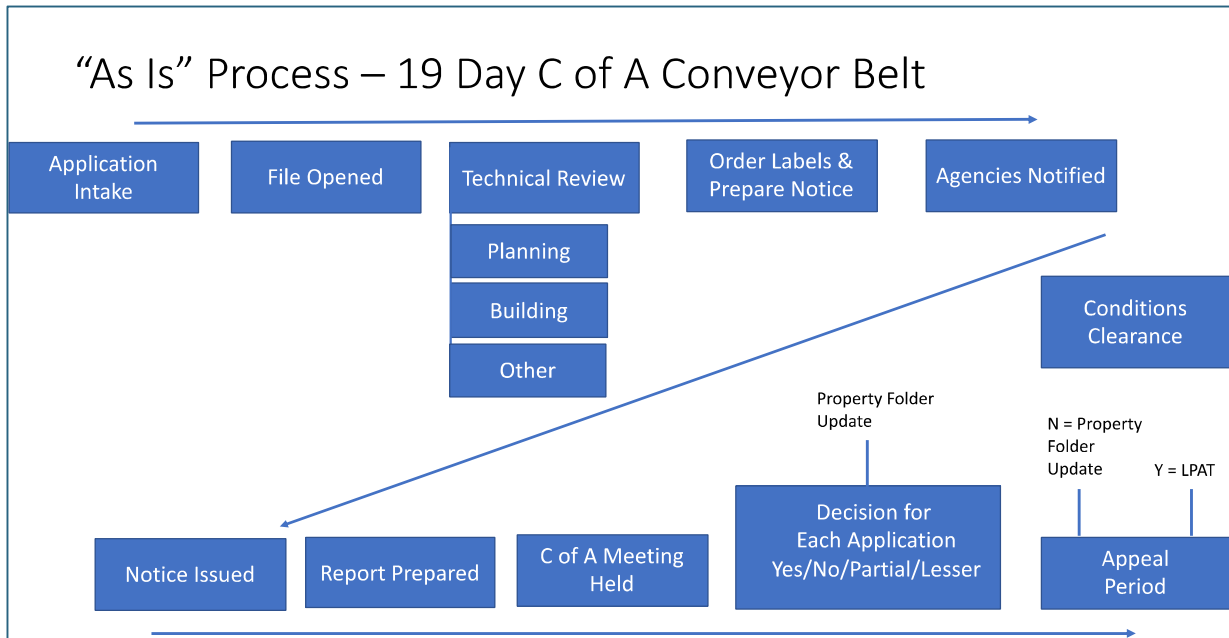 “As Is” Process – 19 Day C of A Conveyor Belt
Application
Intake
File Opened
Technical Review
Order Labels &
Prepare Notice
Agencies Notified
Planning
Building
Other
Conditions
Clearance
Property Folder
Update
N = Property
Folder
Update
Y = LPAT
Notice Issued
Report Prepared
C of A Meeting
Held
Decision for
Each Application
Yes/No/Partial/Lesser
Appeal
Period